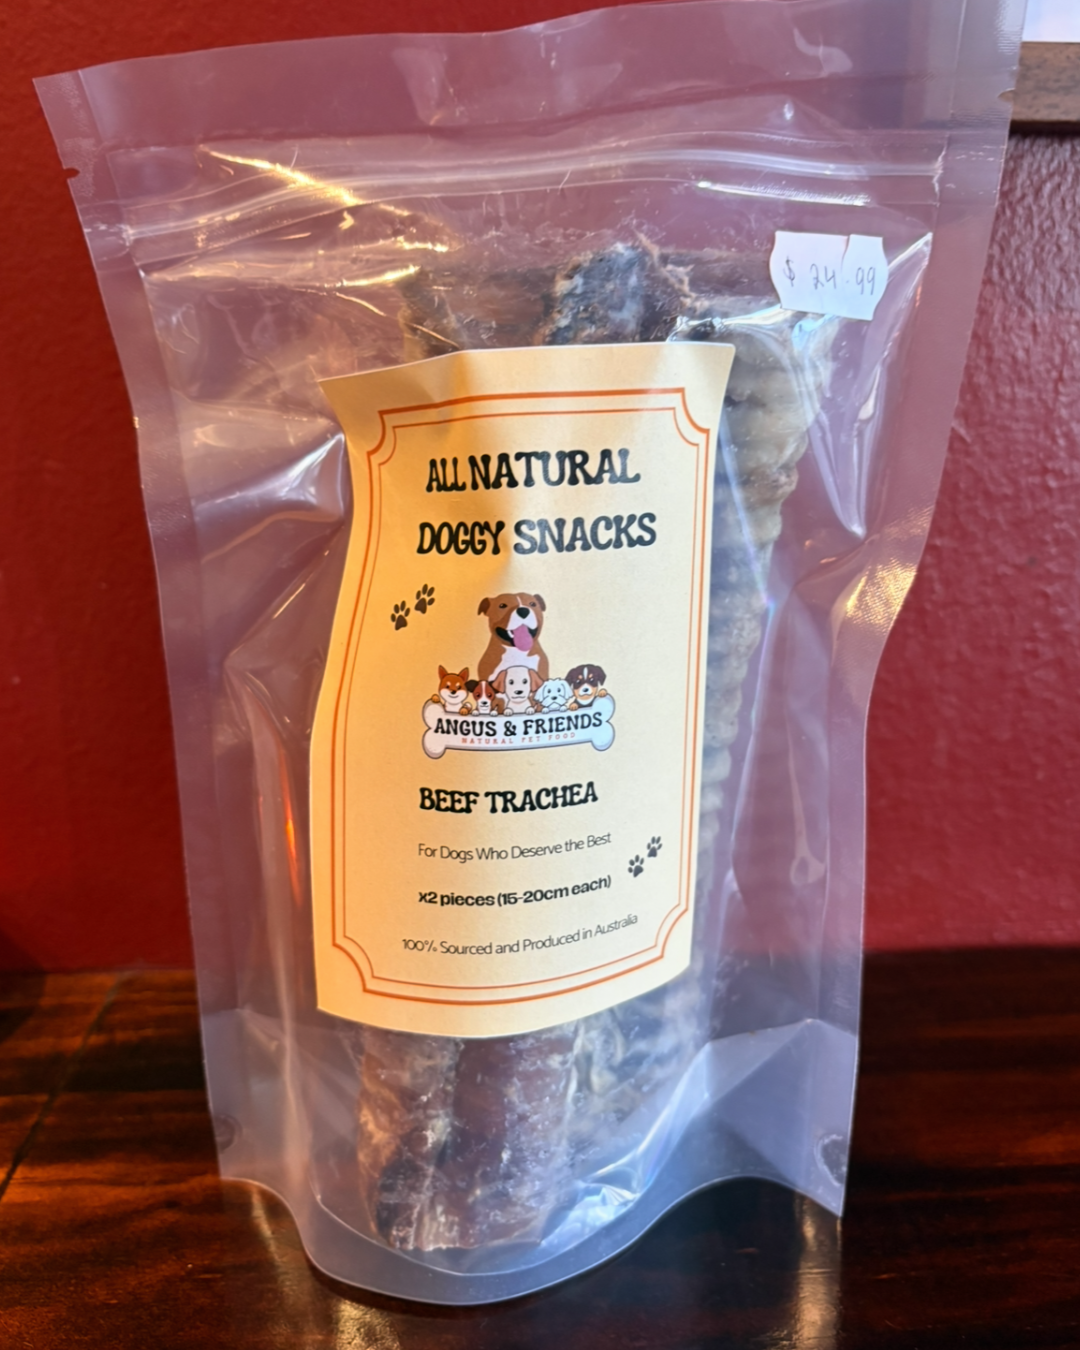 $ 24.99
ALL NATURAL
DOGGY SNACKS
ANGUS & FRIENDS
NATURAL PET FOOD
BEEF TRACHEA
For Dogs Who Deserve the Best
x2 pieces (15-20cm each)
100% Sourced and Produced in Australia